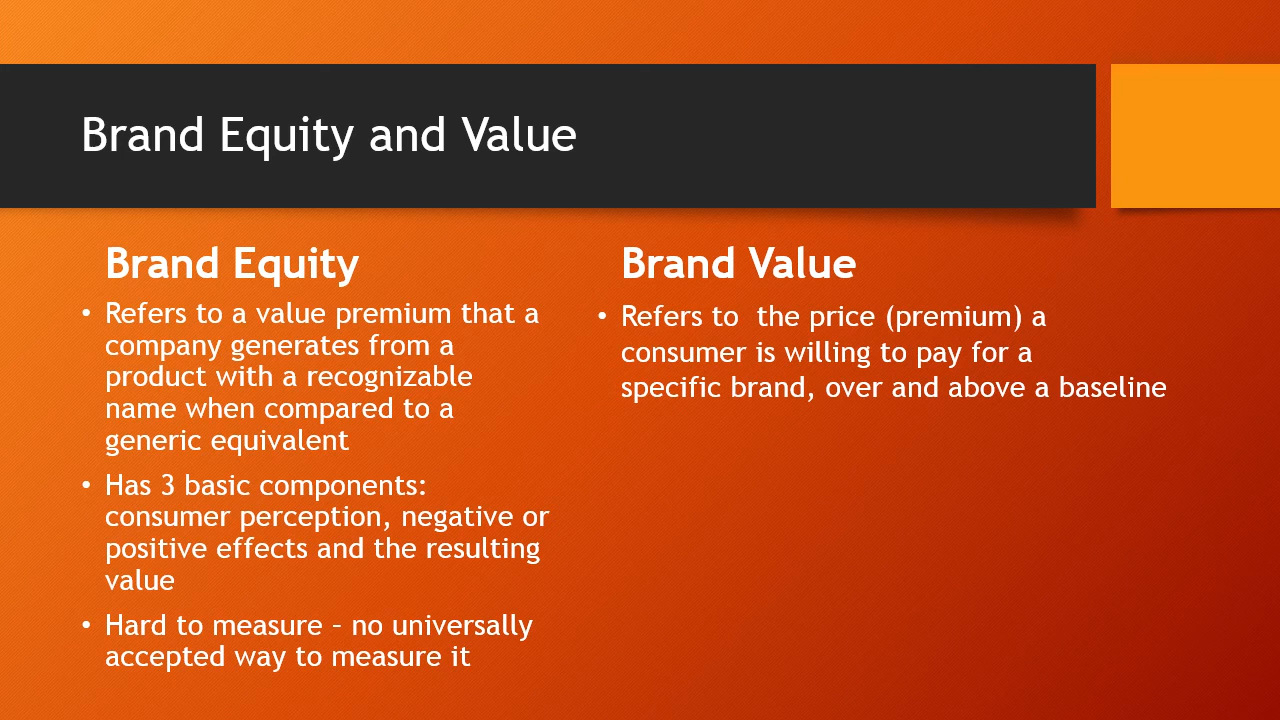 Brand Equity and Value
Brand Equity
• Refers to a value premium that a
company generates from a
product with a recognizable
name when compared to a
generic equivalent
• Has 3 basic components:
consumer perception, negative or
positive effects and the resulting
value
• Hard to measure – no universally
accepted way to measure it
Brand Value
• Refers to  the price (premium) a
consumer is willing to pay for a
specific brand, over and above a baseline